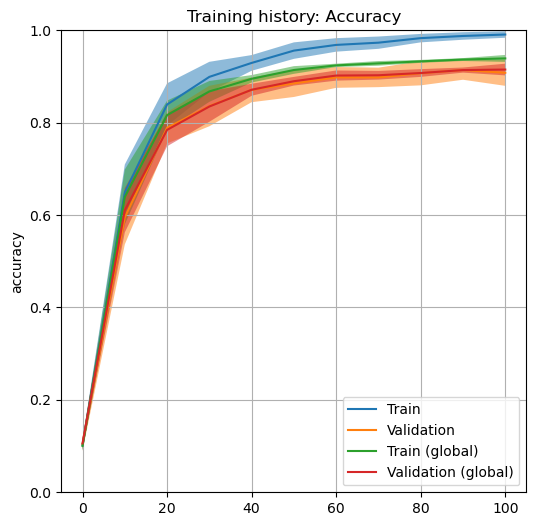 Training history: Accuracy
accuracy
1.0
0.8
0.6
0.4
0.2
0.0
0 20 40 60 80 100
Train
Validation
Train (global)
Validation (global)